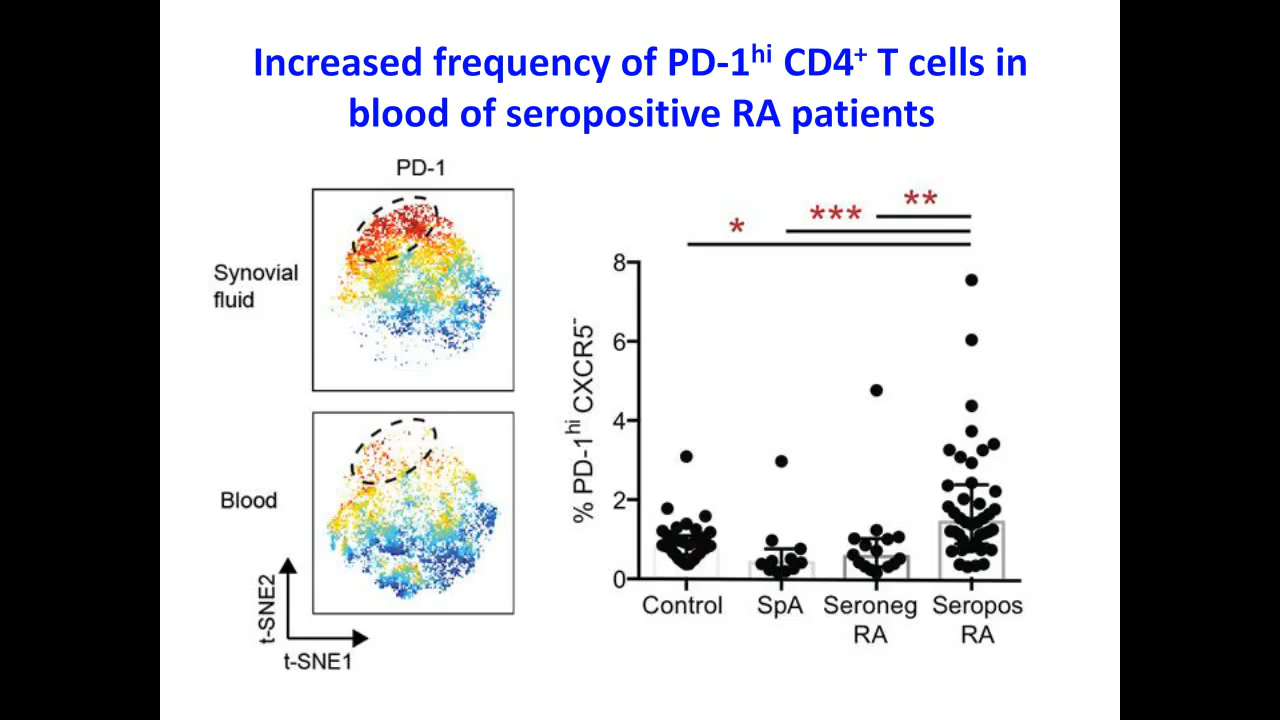 Increased frequency of PD-1hi CD4+ T cells in
blood of seropositive RA patients
PD-1
Synovial
fluid
Blood
t-SNE2
t-SNE1
*
***
**
% PD-1hi CXCR5-
8
6
4
2
0
Control
SpA
Seroneg
RA
Seropos
RA